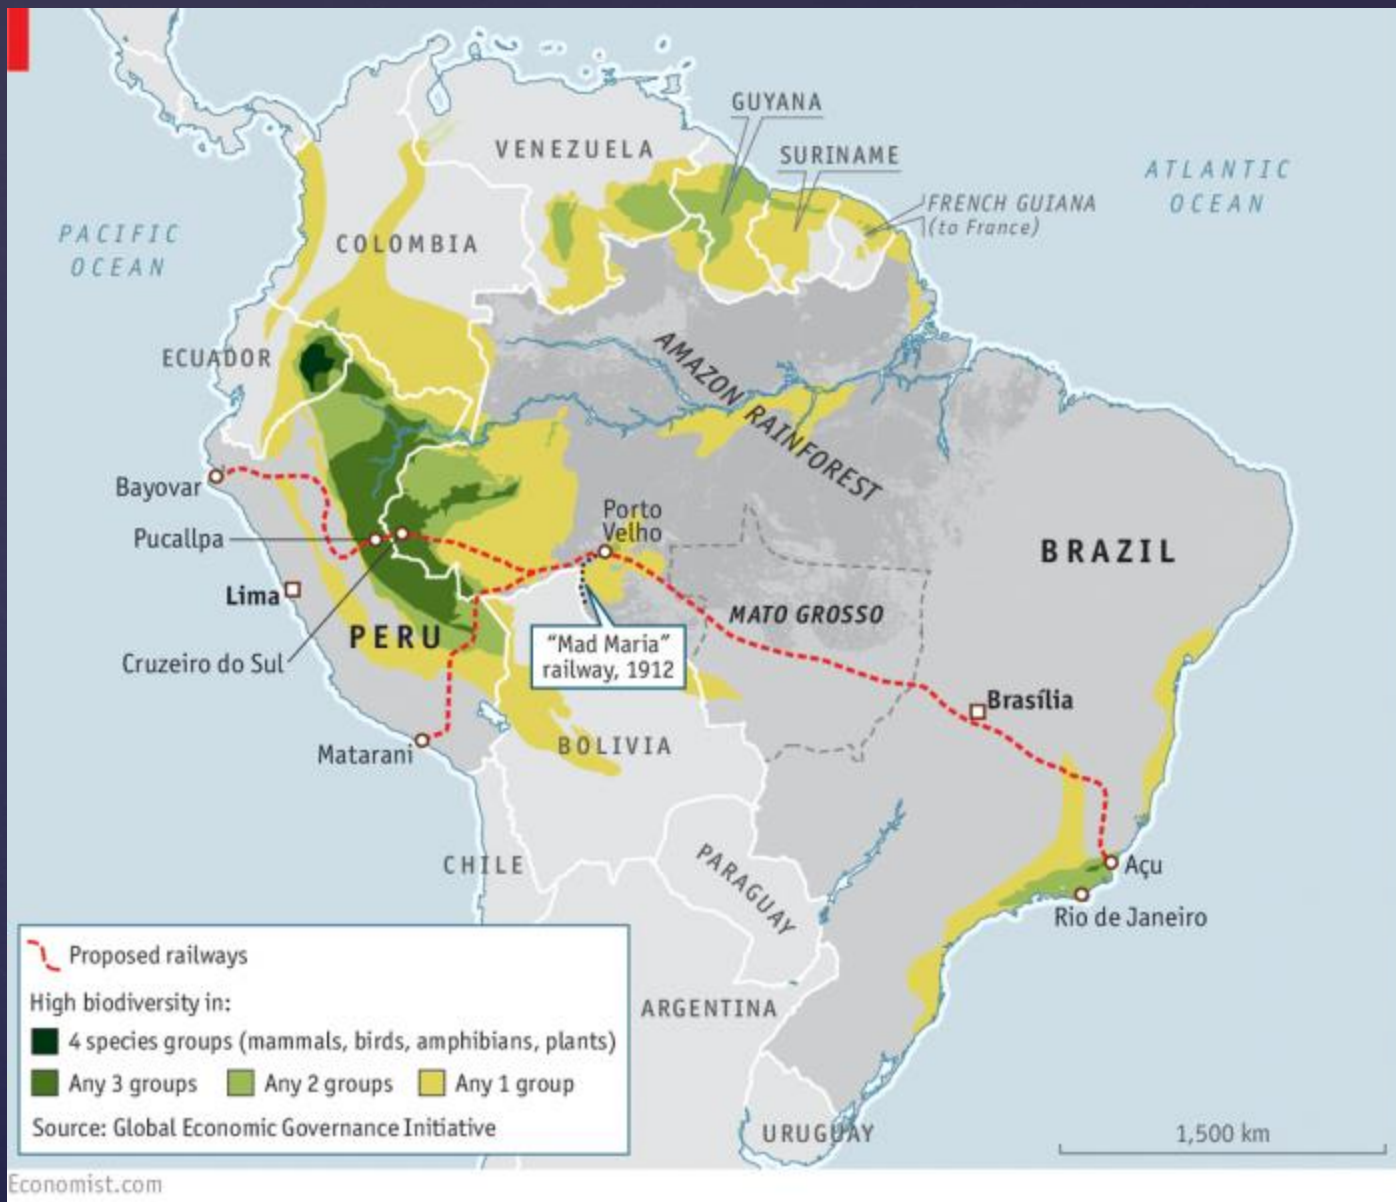 GUYANA
VENEZUELA
SURINAME
ATLANTIC
OCEAN
FRENCH GUIANA
(to France)
PACIFIC
OCEAN
COLOMBIA
ECUADOR
AMAZON RAINFOREST
Bayovar
Porto
Velho
Pucallpa
BRAZIL
Lima
MATO GROSSO
PERU
"Mad Maria"
railway, 1912
Cruzeiro do Sul
Brasília
Matarani
BOLIVIA
CHILE
PARAGUAY
Açu
Rio de Janeiro
ARGENTINA
URUGUAY
Proposed railways
High biodiversity in:
4 species groups (mammals, birds, amphibians, plants)
Any 3 groups Any 2 groups Any 1 group
Source: Global Economic Governance Initiative
1,500 km
Economist.com